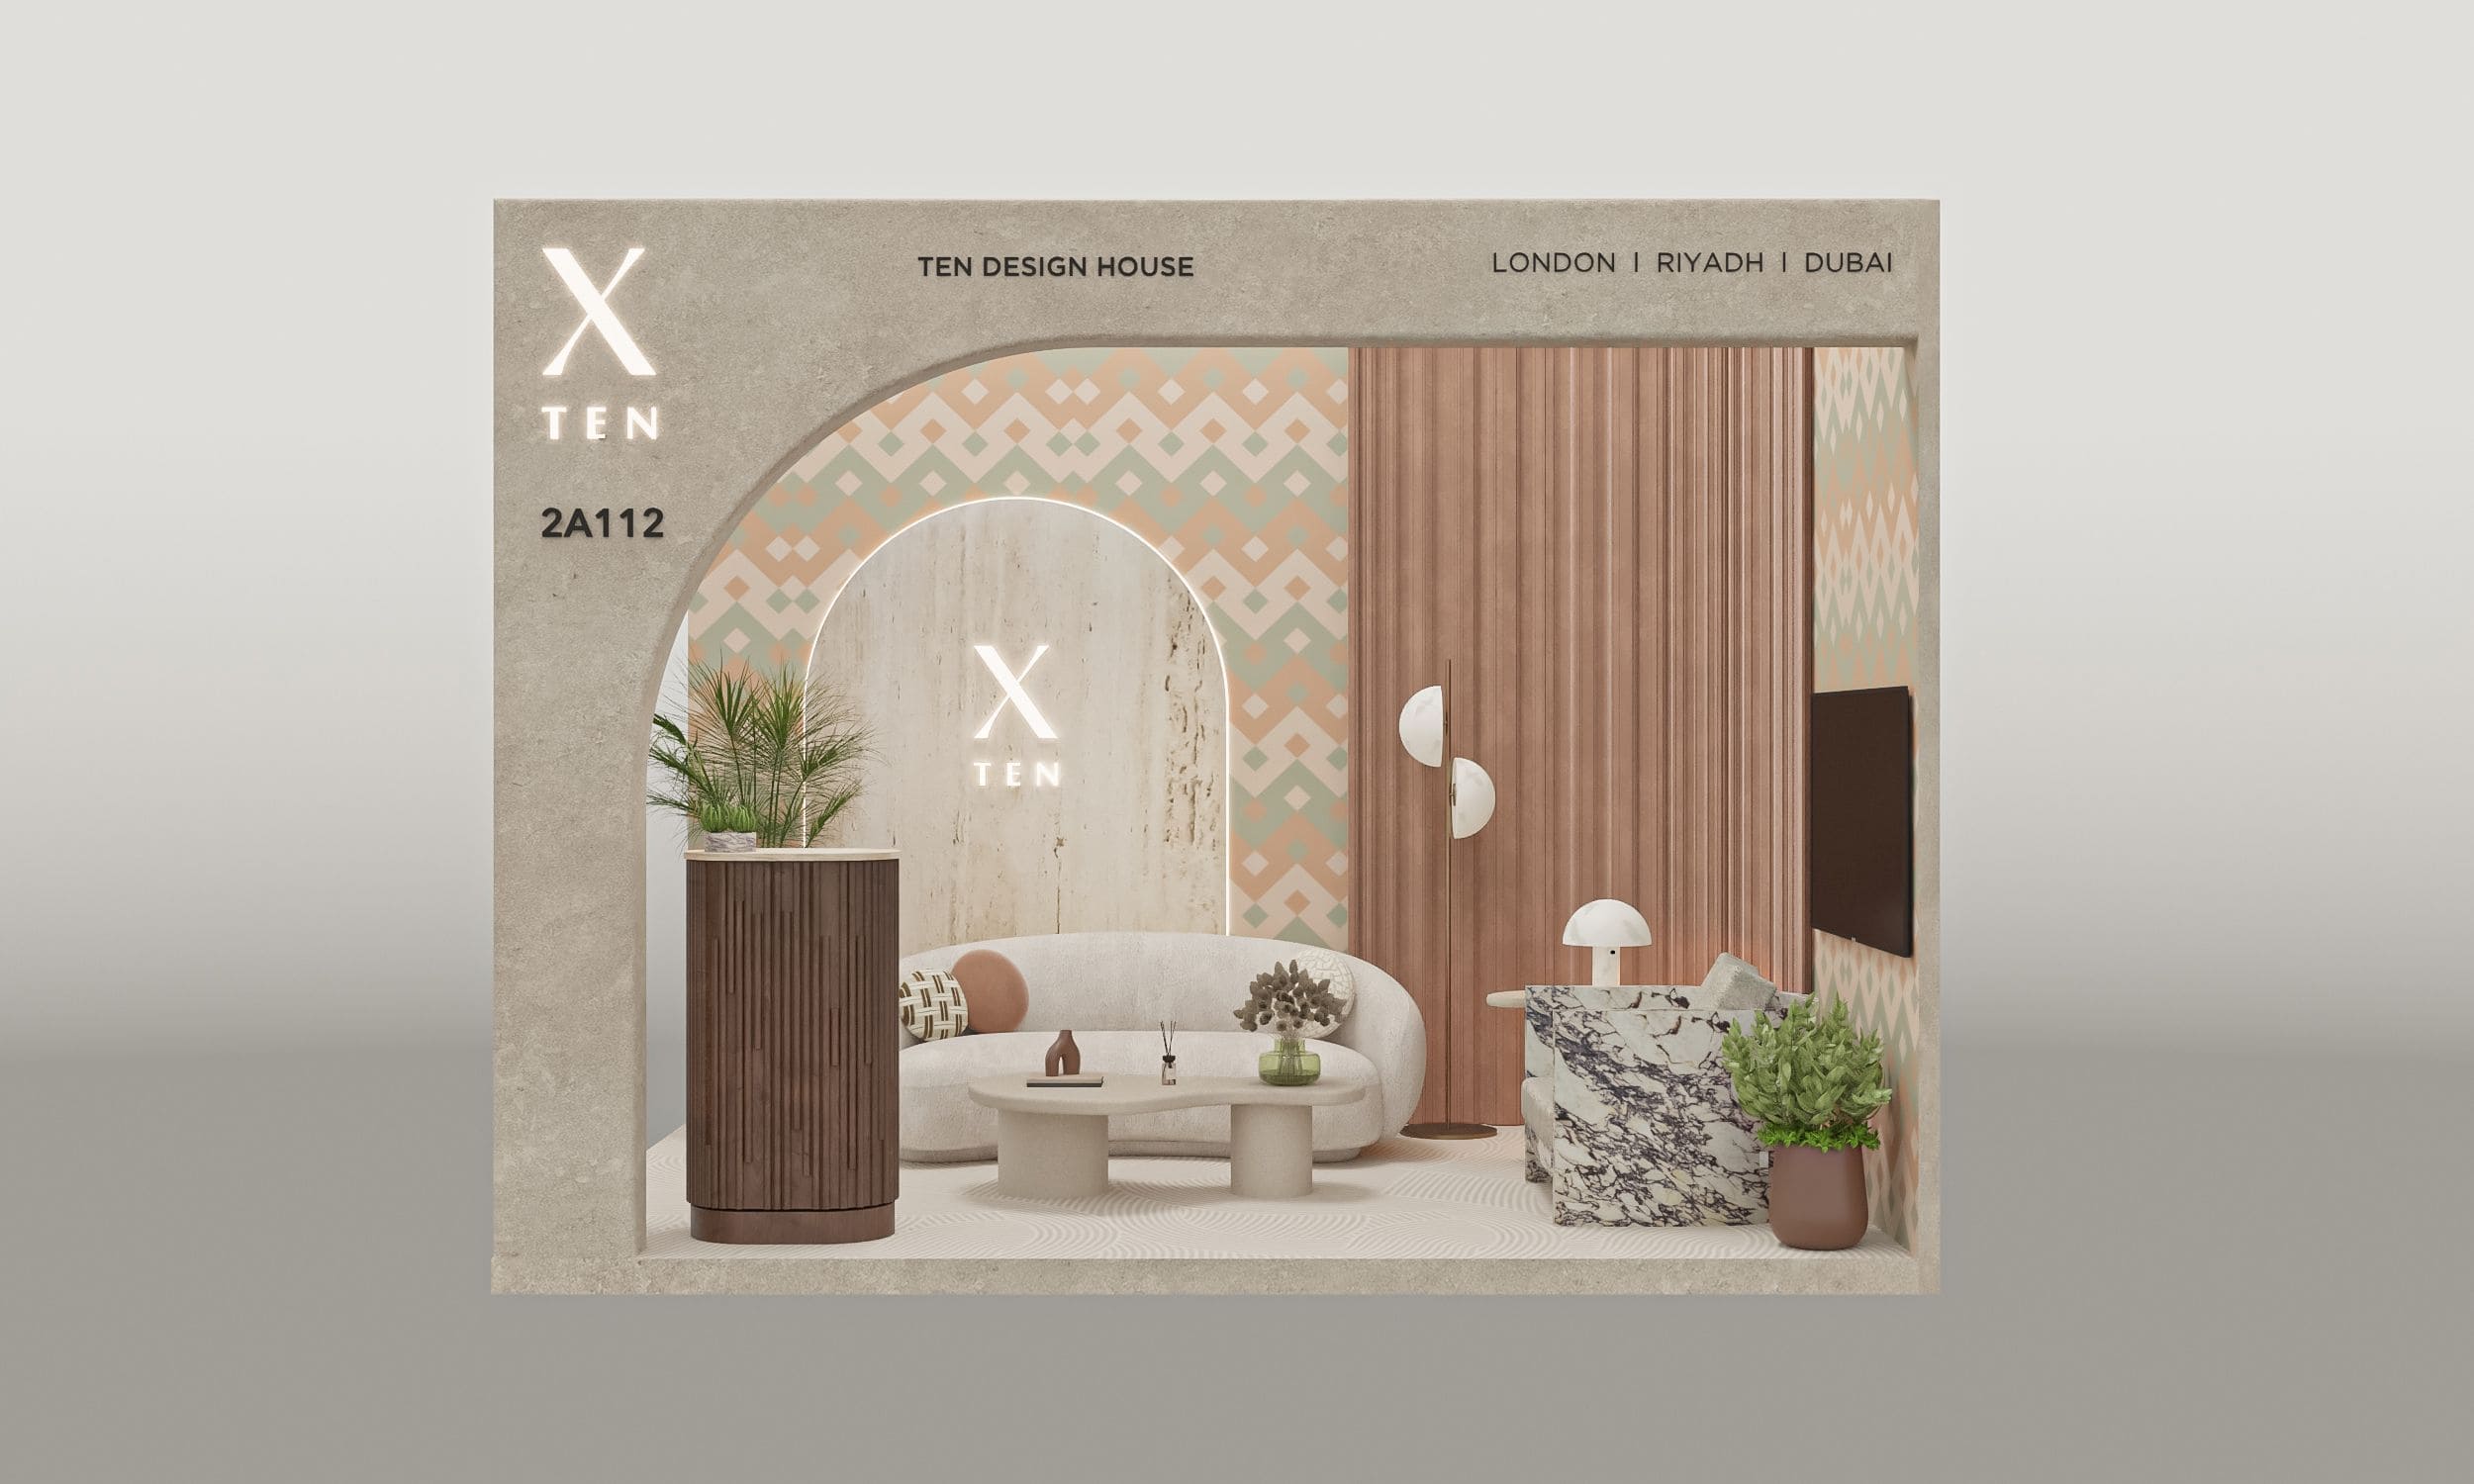 X
TEN
TEN DESIGN HOUSE
LONDON | RIYADH | DUBAI
2A112
X
TEN